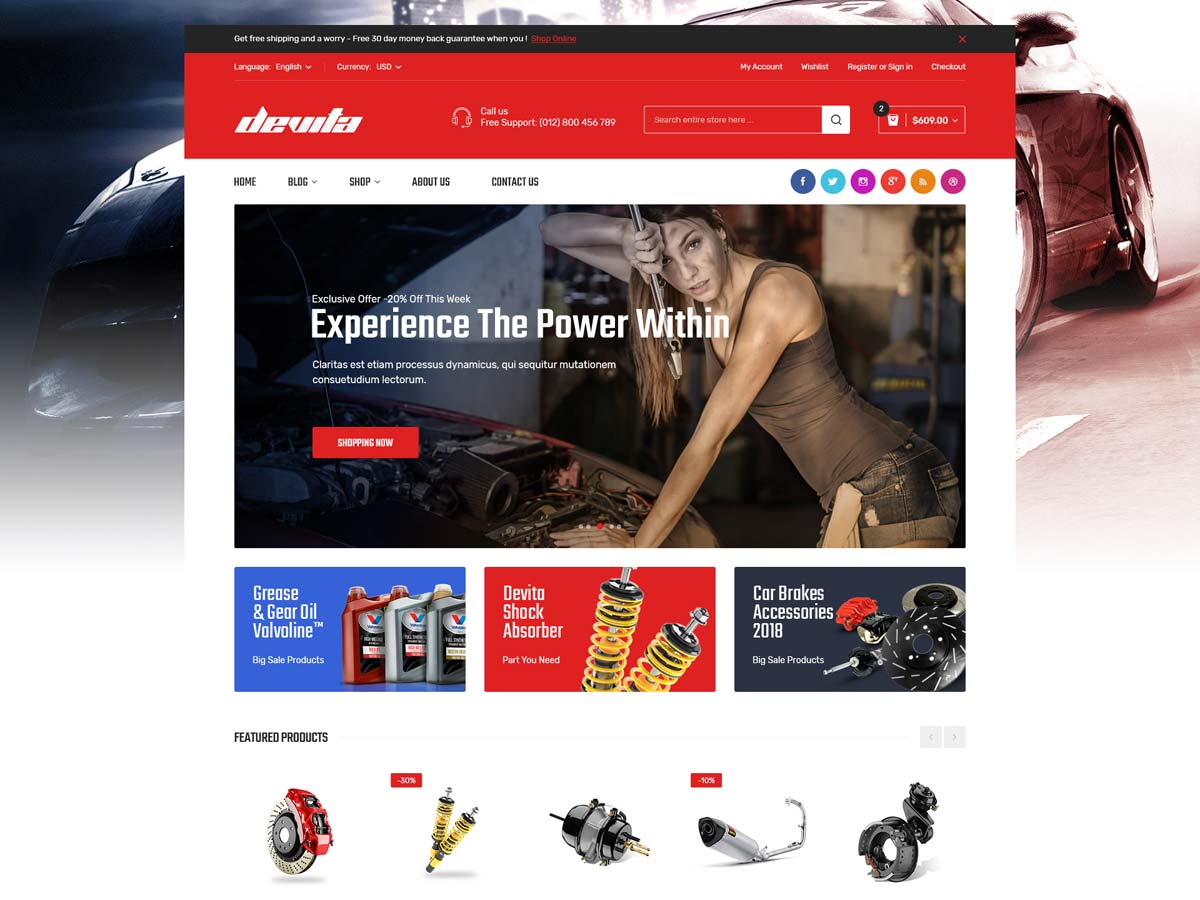 Get free shipping and a worry - Free 30 day money back guarantee when you ! Shop Online
Language: English
Currency: USD
My Account
Wishlist
Register or Sign in
Checkout
devita
Call us
Free Support: (012) 800 456 789
Search entire store here ...
2
$609.00
HOME
BLOG
SHOP
ABOUT US
CONTACT US
Exclusive Offer -20% Off This Week
Experience The Power Within
Claritas est etiam processus dynamicus, qui sequitur mutationem
consuetudium lectorum.
SHOPPING NOW
Grease
& Gear Oil
Valvoline™
Big Sale Products
Devita
Shock
Absorber
Part You Need
Car Brakes
Accessories
2018
Big Sale Products
FEATURED PRODUCTS
-30%
-10%